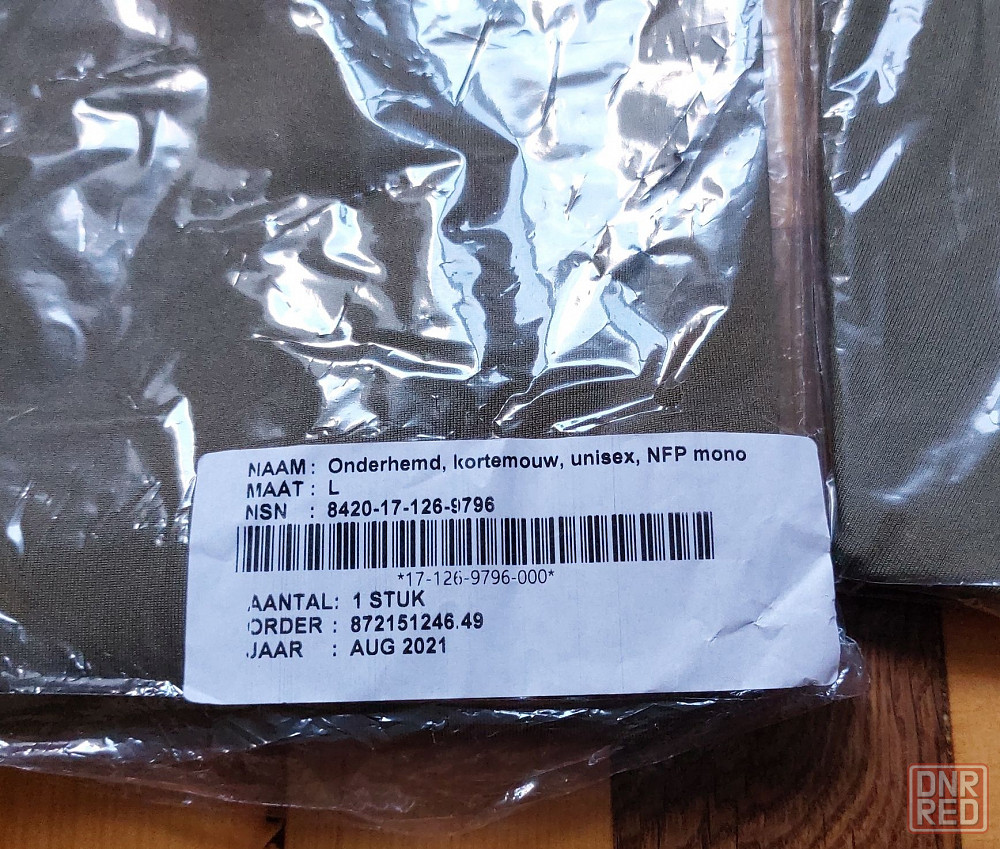 NAAM : Onderhemd, kortemouw, unisex, NFP mono
MAAT : L
NSN : 8420-17-126-9796
*17-126-9796-000*
AANTAL: 1 STUK
ORDER : 872151246.49
JAAR : AUG 2021
DNR
RED